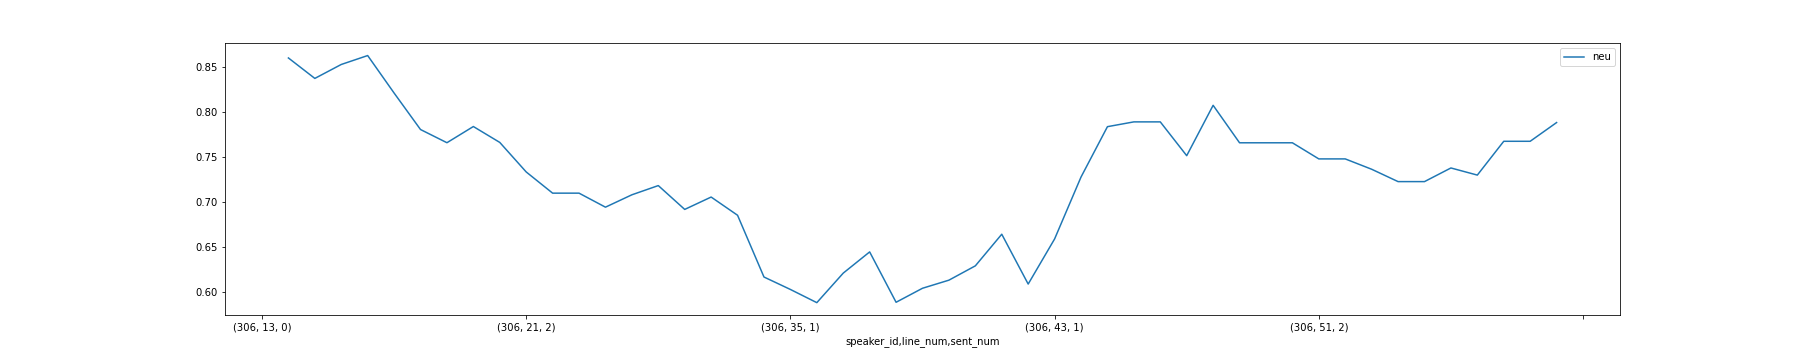 neu
0.85
0.80
0.75
0.70
0.65
0.60
(306, 13, 0) (306, 21, 2) (306, 35, 1) (306, 43, 1) (306, 51, 2)
speaker_id,line_num,sent_num